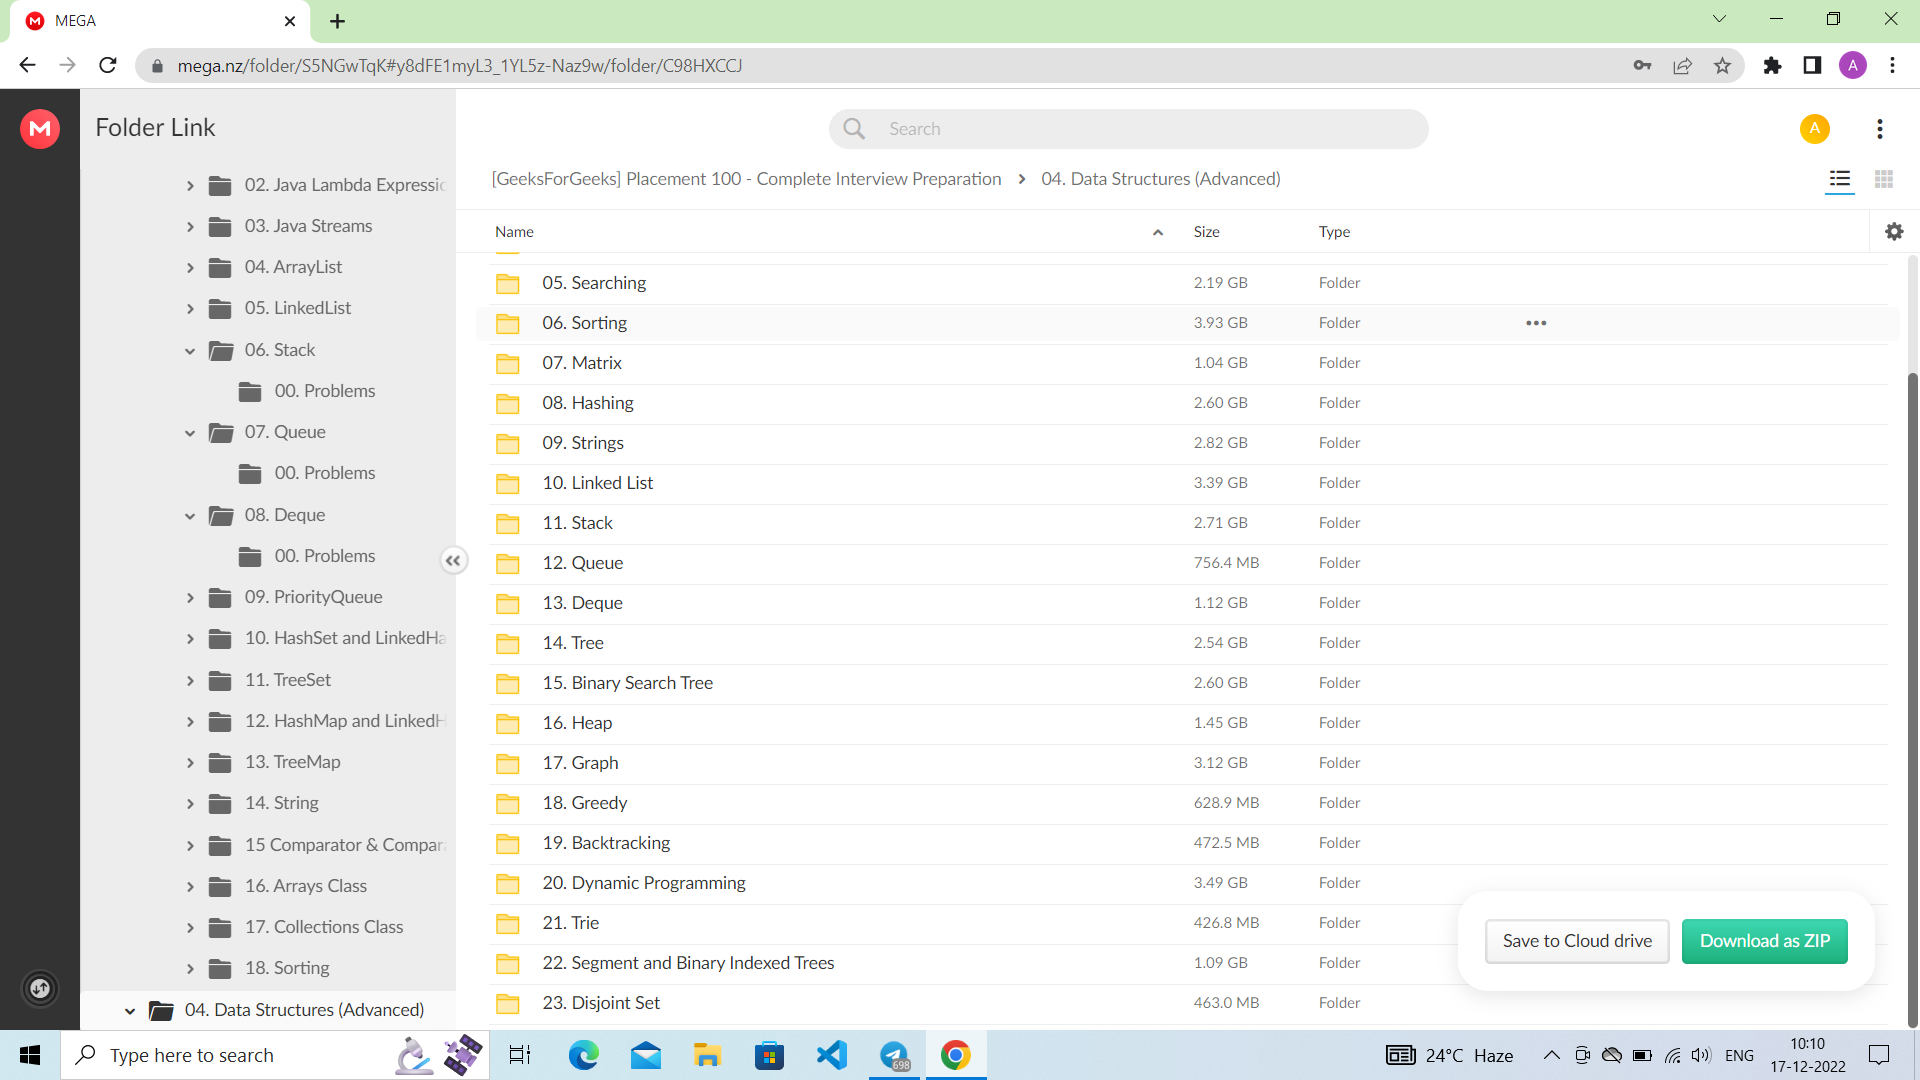 MEGA
mega.nz/folder/S5NGwTqK#y8dFE1myL3_1YL5z-Naz9w/folder/C98HXCCJ
A
M
Folder Link
Search
A
[GeeksForGeeks] Placement 100 - Complete Interview Preparation > 04. Data Structures (Advanced)
02. Java Lambda Expressio
03. Java Streams
04. ArrayList
05. LinkedList
06. Stack
00. Problems
07. Queue
00. Problems
08. Deque
00. Problems
09. PriorityQueue
10. HashSet and LinkedHa
11. TreeSet
12. HashMap and LinkedH
13. TreeMap
14. String
15 Comparator & Compar
16. Arrays Class
17. Collections Class
18. Sorting
04. Data Structures (Advanced)
Name Size Type
05. Searching 2.19 GB Folder
06. Sorting 3.93 GB Folder
07. Matrix 1.04 GB Folder
08. Hashing 2.60 GB Folder
09. Strings 2.82 GB Folder
10. Linked List 3.39 GB Folder
11. Stack 2.71 GB Folder
12. Queue 756.4 MB Folder
13. Deque 1.12 GB Folder
14. Tree 2.54 GB Folder
15. Binary Search Tree 2.60 GB Folder
16. Heap 1.45 GB Folder
17. Graph 3.12 GB Folder
18. Greedy 628.9 MB Folder
19. Backtracking 472.5 MB Folder
20. Dynamic Programming 3.49 GB Folder
21. Trie 426.8 MB Folder
22. Segment and Binary Indexed Trees 1.09 GB Folder
23. Disjoint Set 463.0 MB Folder
Save to Cloud drive
Download as ZIP
Type here to search
698
24°C Haze
ENG
10:10
17-12-2022